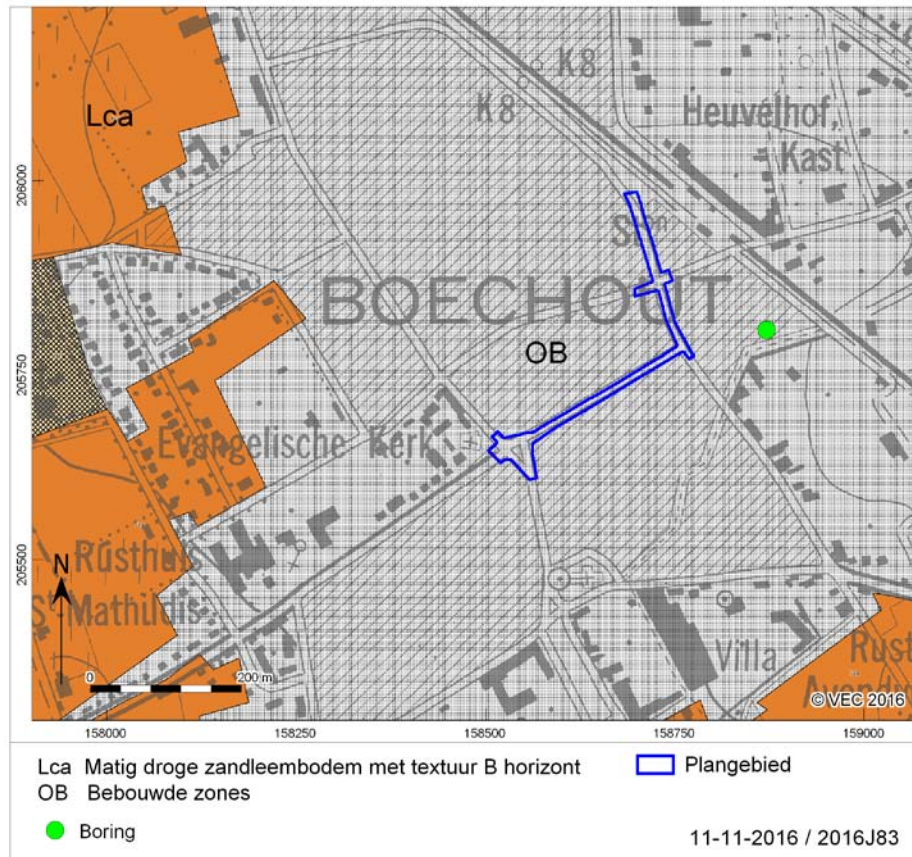 Lca
K8
K8
Heuvelhof,
Kast
206000
BOECHOUT
OB
205750
Evangelische Kerk
Rusthuis
St Mathildis
205500
N
0 200 m
Villa
Rust
© VEC 2016
158000 158250 158500 158750 159000
Lca Matig droge zandleembodem met textuur B horizont
Plangebied
OB Bebouwde zones
Boring
11-11-2016 / 2016J83